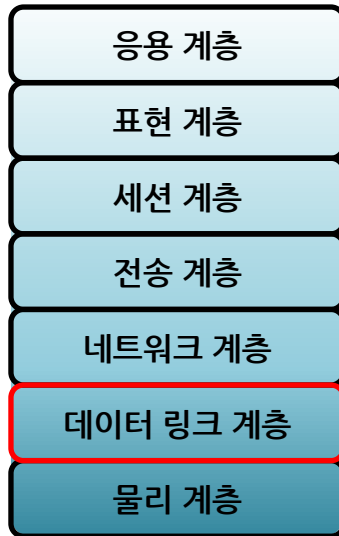 응용 계층
표현 계층
세션 계층
전송 계층
네트워크 계층
데이터 링크 계층
물리 계층